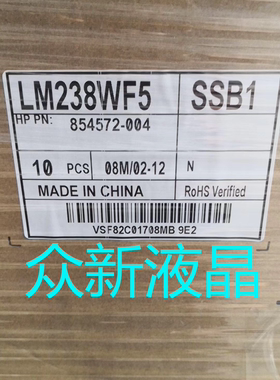 LM238WF5 SSB1
HP PN: 854572-004
10 PCS 08M/02-12 N
MADE IN CHINA RoHS Verified
VSF82C01708MB 9E2
众新液晶